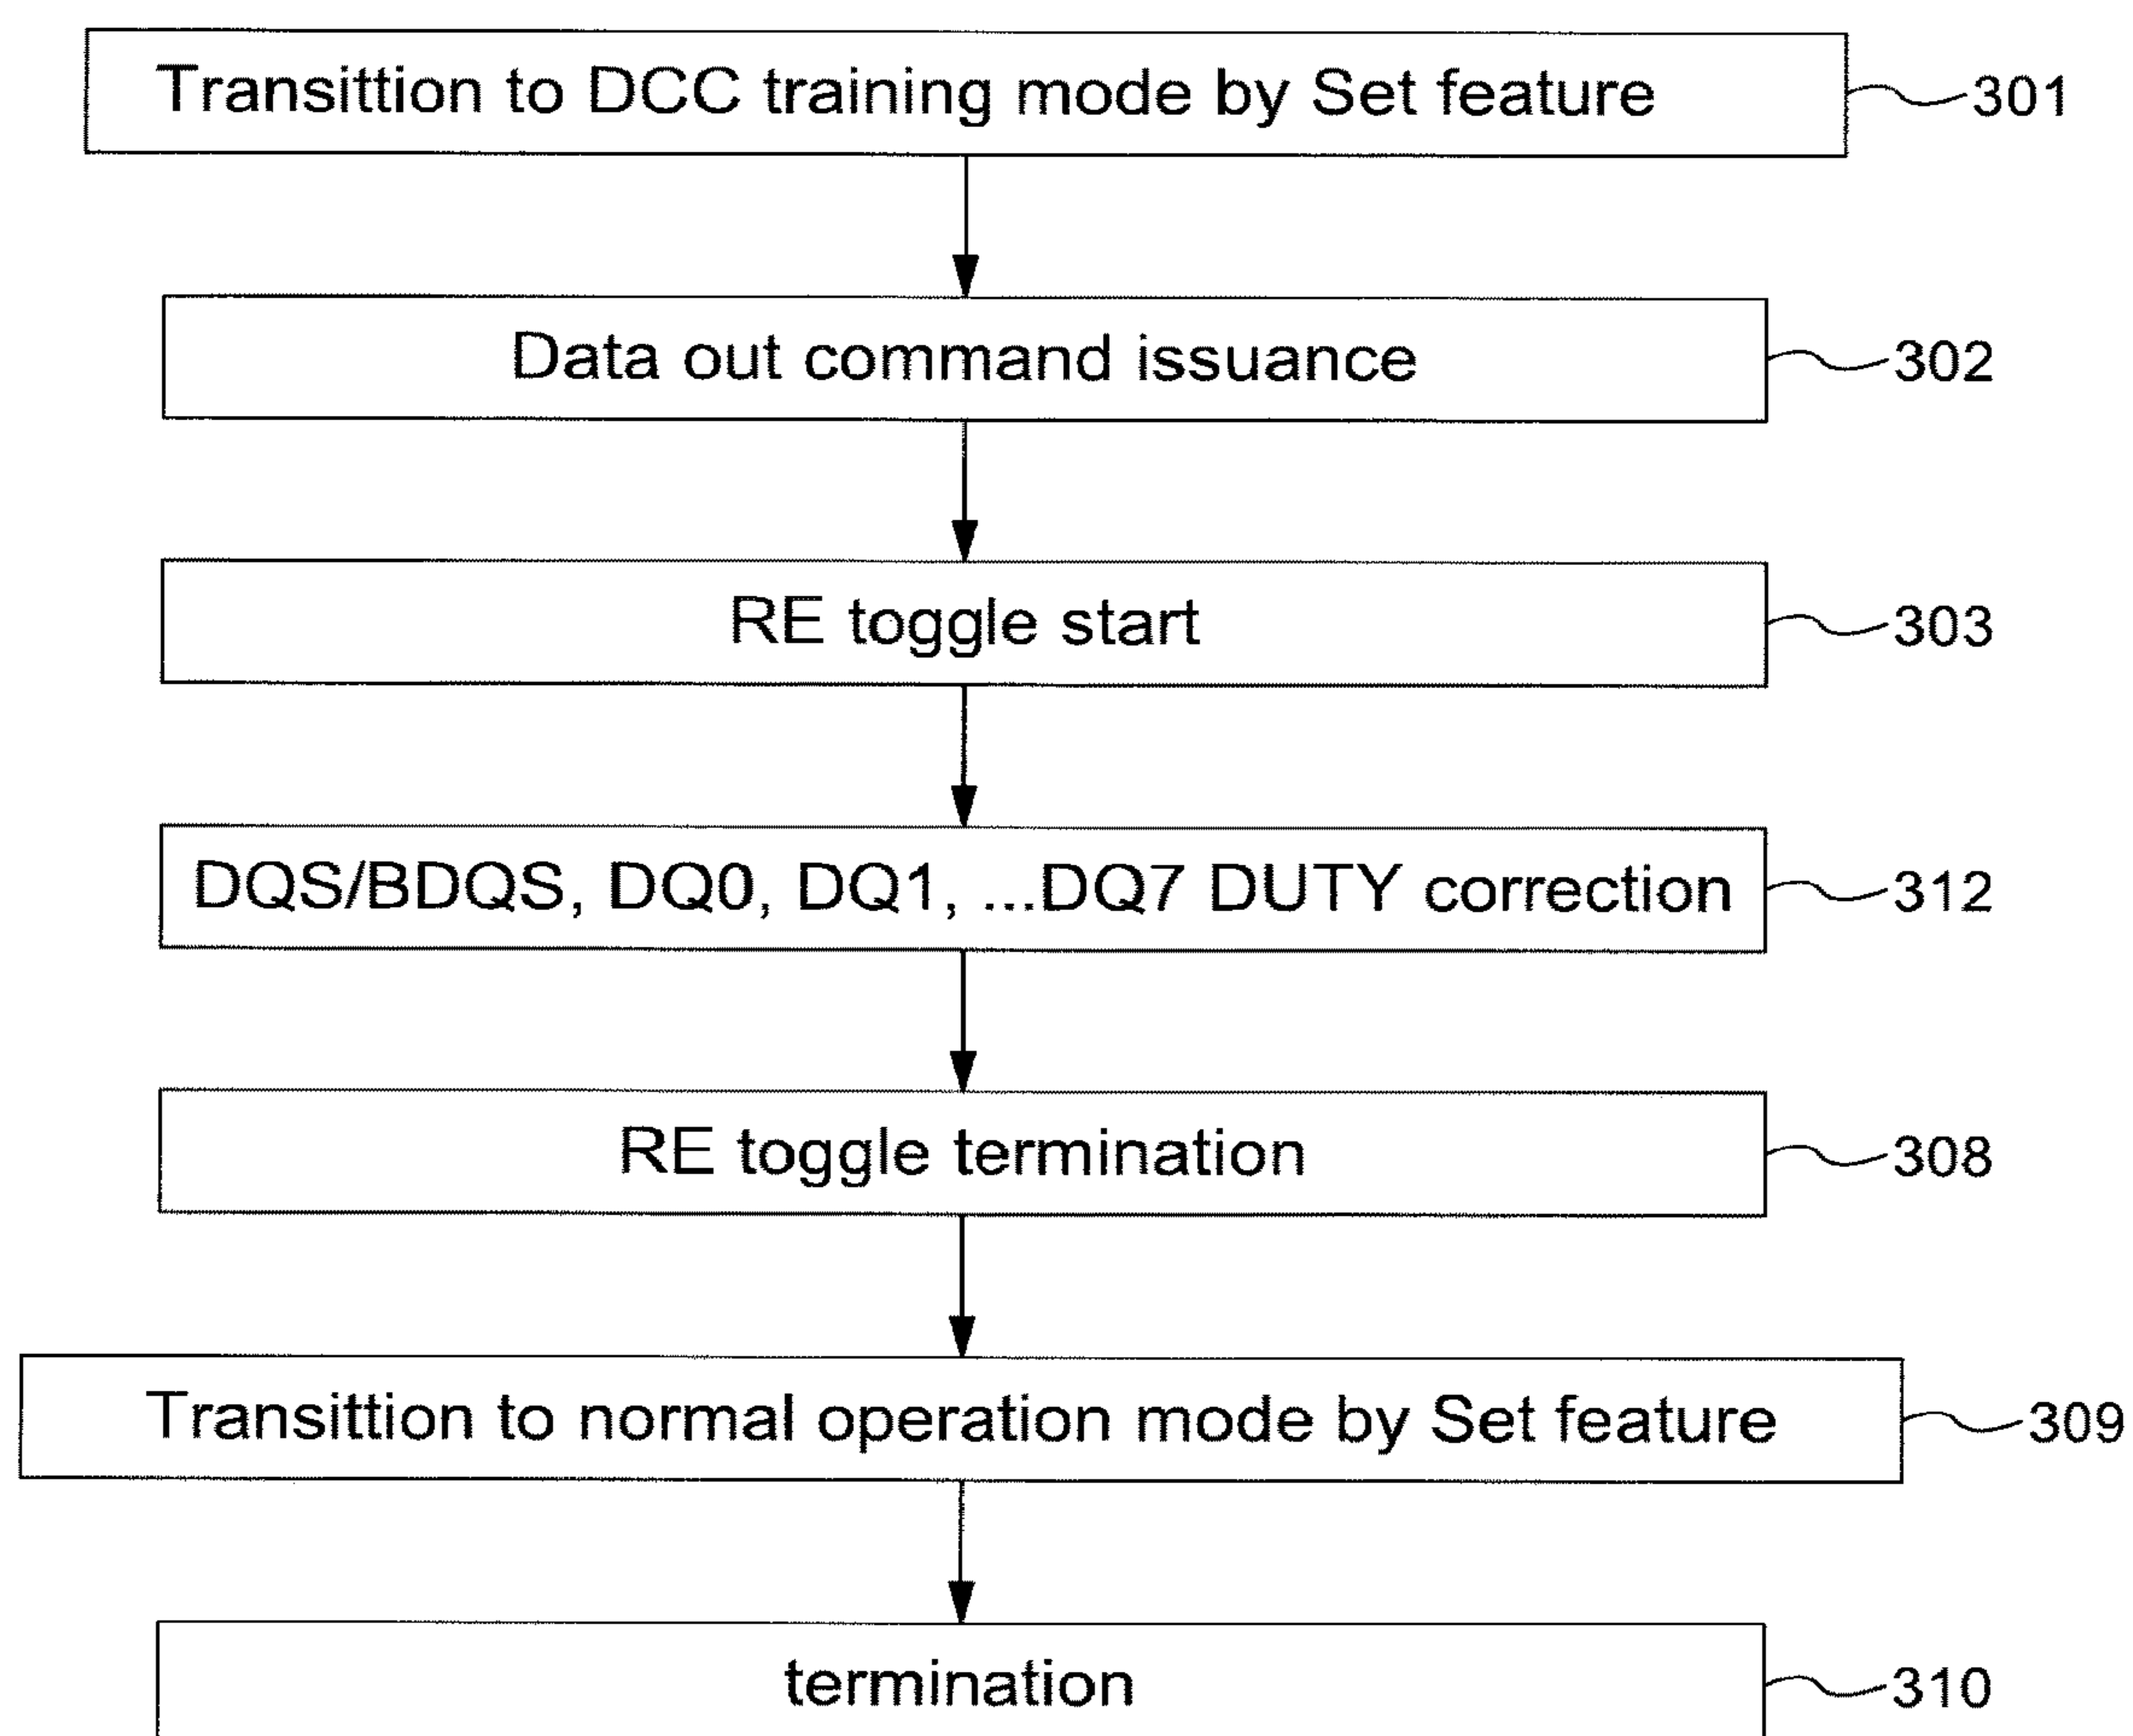 Transittion to DCC training mode by Set feature 301
Data out command issuance 302
RE toggle start 303
DQS/BDQS, DQ0, DQ1, ...DQ7 DUTY correction 312
RE toggle termination 308
Transittion to normal operation mode by Set feature 309
termination 310